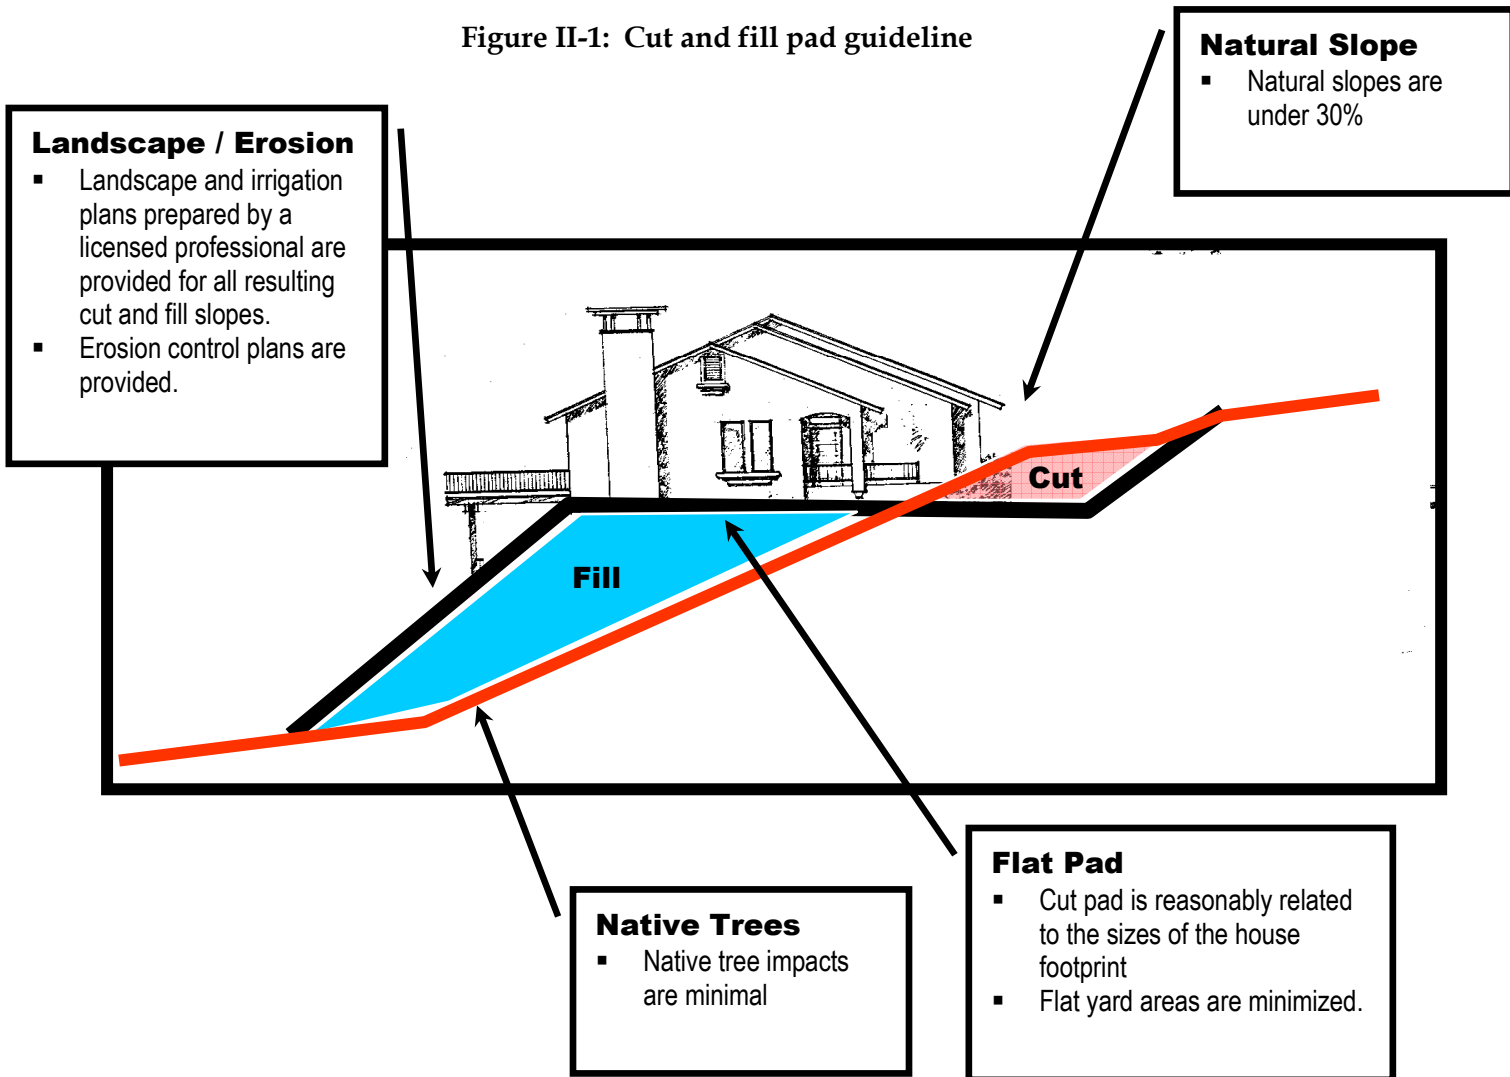 Figure II-1: Cut and fill pad guideline
Natural Slope
▪ Natural slopes are
under 30%
Landscape / Erosion
▪ Landscape and irrigation
plans prepared by a
licensed professional are
provided for all resulting
cut and fill slopes.
▪ Erosion control plans are
provided.
Cut
Fill
Flat Pad
▪ Cut pad is reasonably related
to the sizes of the house
footprint
▪ Flat yard areas are minimized.
Native Trees
▪ Native tree impacts
are minimal